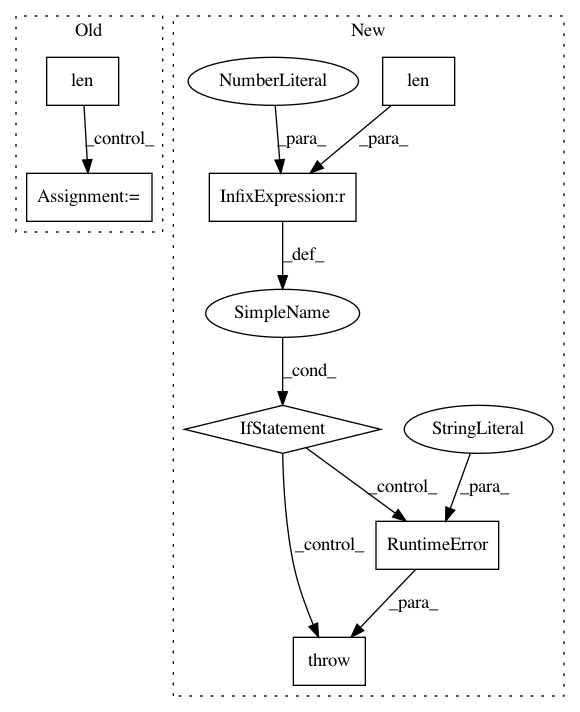 Old
New
len
NumberLiteral
len
_control_
_para_
_para_
Assignment:=
InfixExpression:r
_def_
SimpleName
_cond_
IfStatement
StringLiteral
_control_
_para_
_control_
RuntimeError
_para_
throw